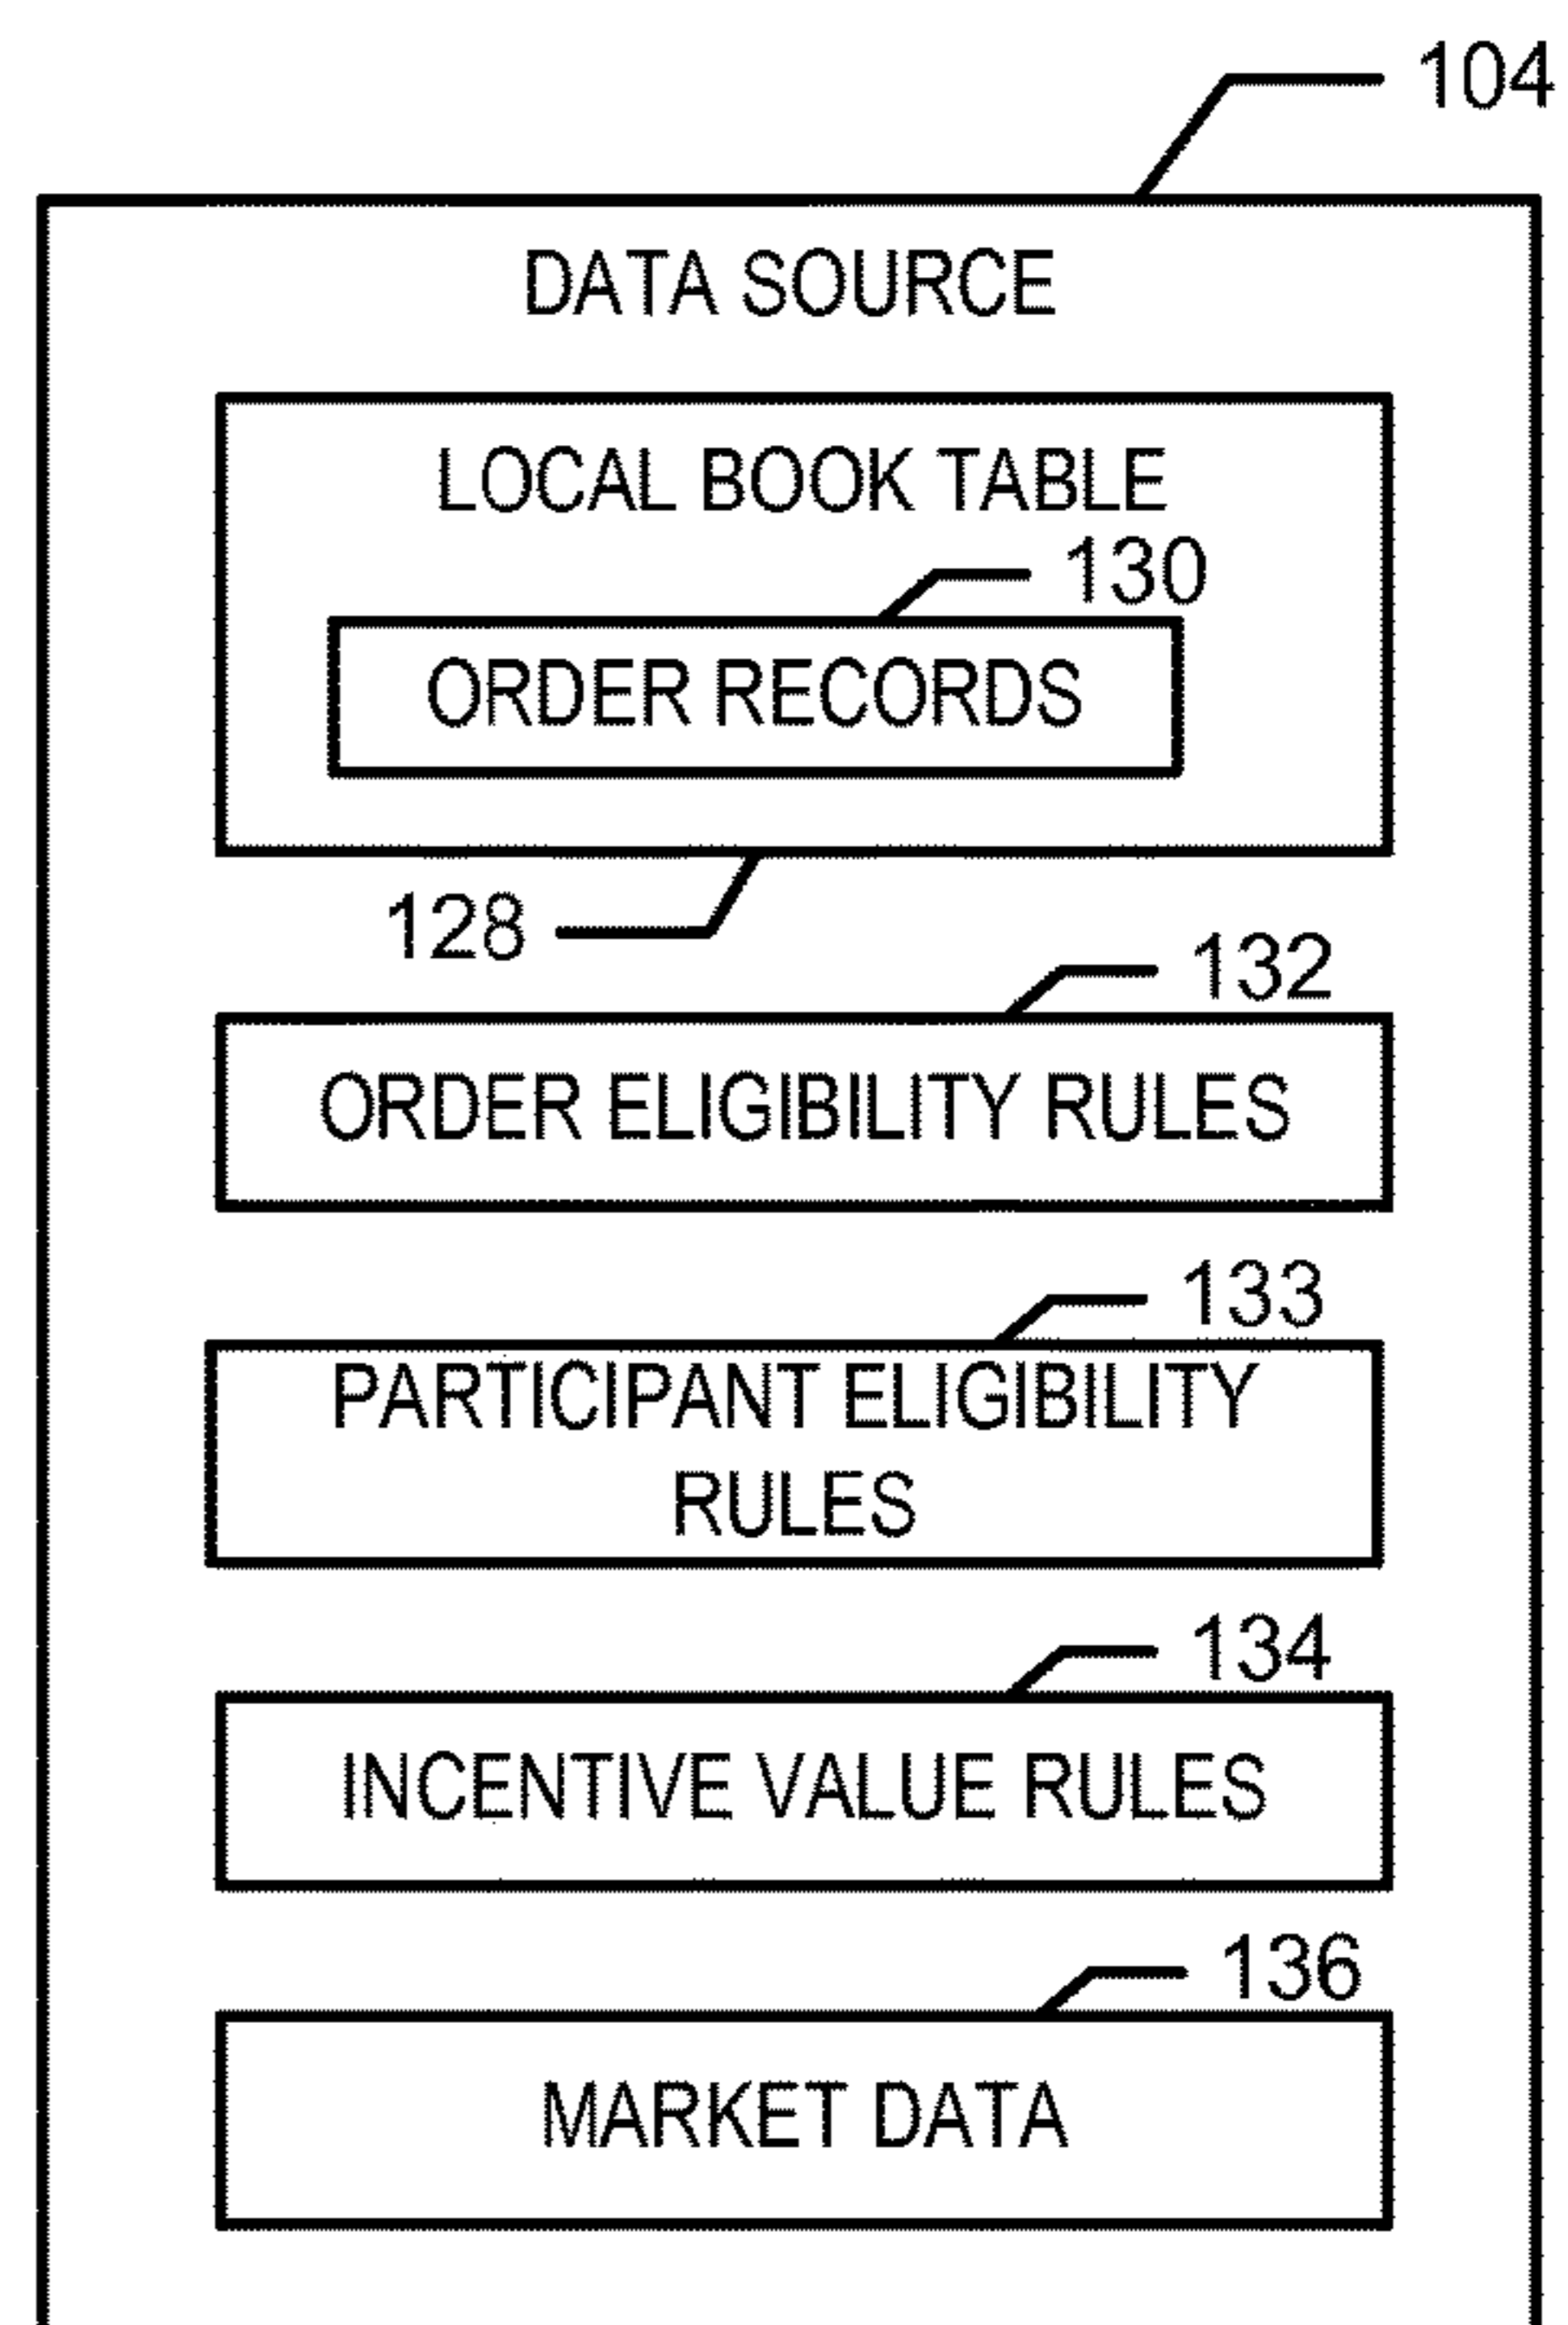 104
DATA SOURCE
LOCAL BOOK TABLE
130
ORDER RECORDS
128
132
ORDER ELIGIBILITY RULES
133
PARTICIPANT ELIGIBILITY
RULES
134
INCENTIVE VALUE RULES
136
MARKET DATA